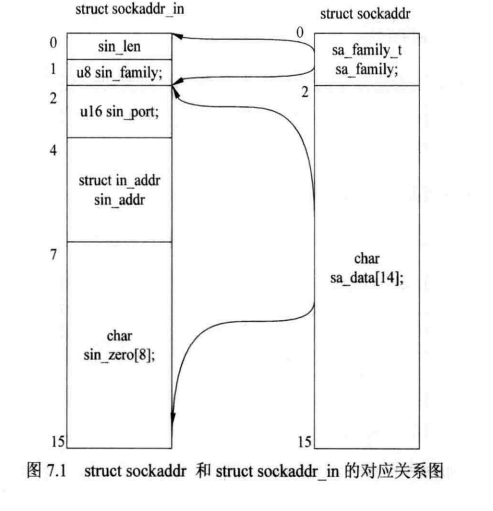 struct sockaddr_in
struct sockaddr
0
sin_len
1
u8 sin_family;
2
u16 sin_port;
4
struct in_addr
sin_addr
7
char
sin_zero[8];
15
0
sa_family_t
sa_family;
2
char
sa_data[14];
15
图 7.1 struct sockaddr 和 struct sockaddr_in 的对应关系图